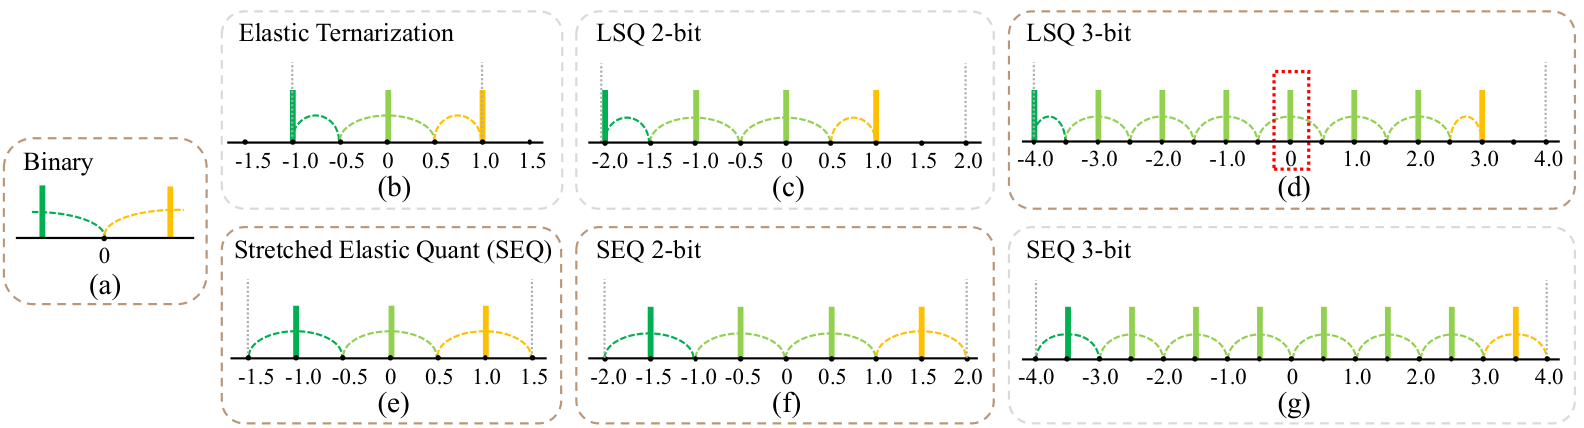 Binary
0
(a)
Elastic Ternarization
-1.5 -1.0 -0.5 0 0.5 1.0 1.5
(b)
LSQ 2-bit
-2.0 -1.5 -1.0 -0.5 0 0.5 1.0 1.5 2.0
(c)
LSQ 3-bit
-4.0 -3.0 -2.0 -1.0 0 1.0 2.0 3.0 4.0
(d)
Stretched Elastic Quant (SEQ)
-1.5 -1.0 -0.5 0 0.5 1.0 1.5
(e)
SEQ 2-bit
-2.0 -1.5 -1.0 -0.5 0 0.5 1.0 1.5 2.0
(f)
SEQ 3-bit
-4.0 -3.0 -2.0 -1.0 0 1.0 2.0 3.0 4.0
(g)